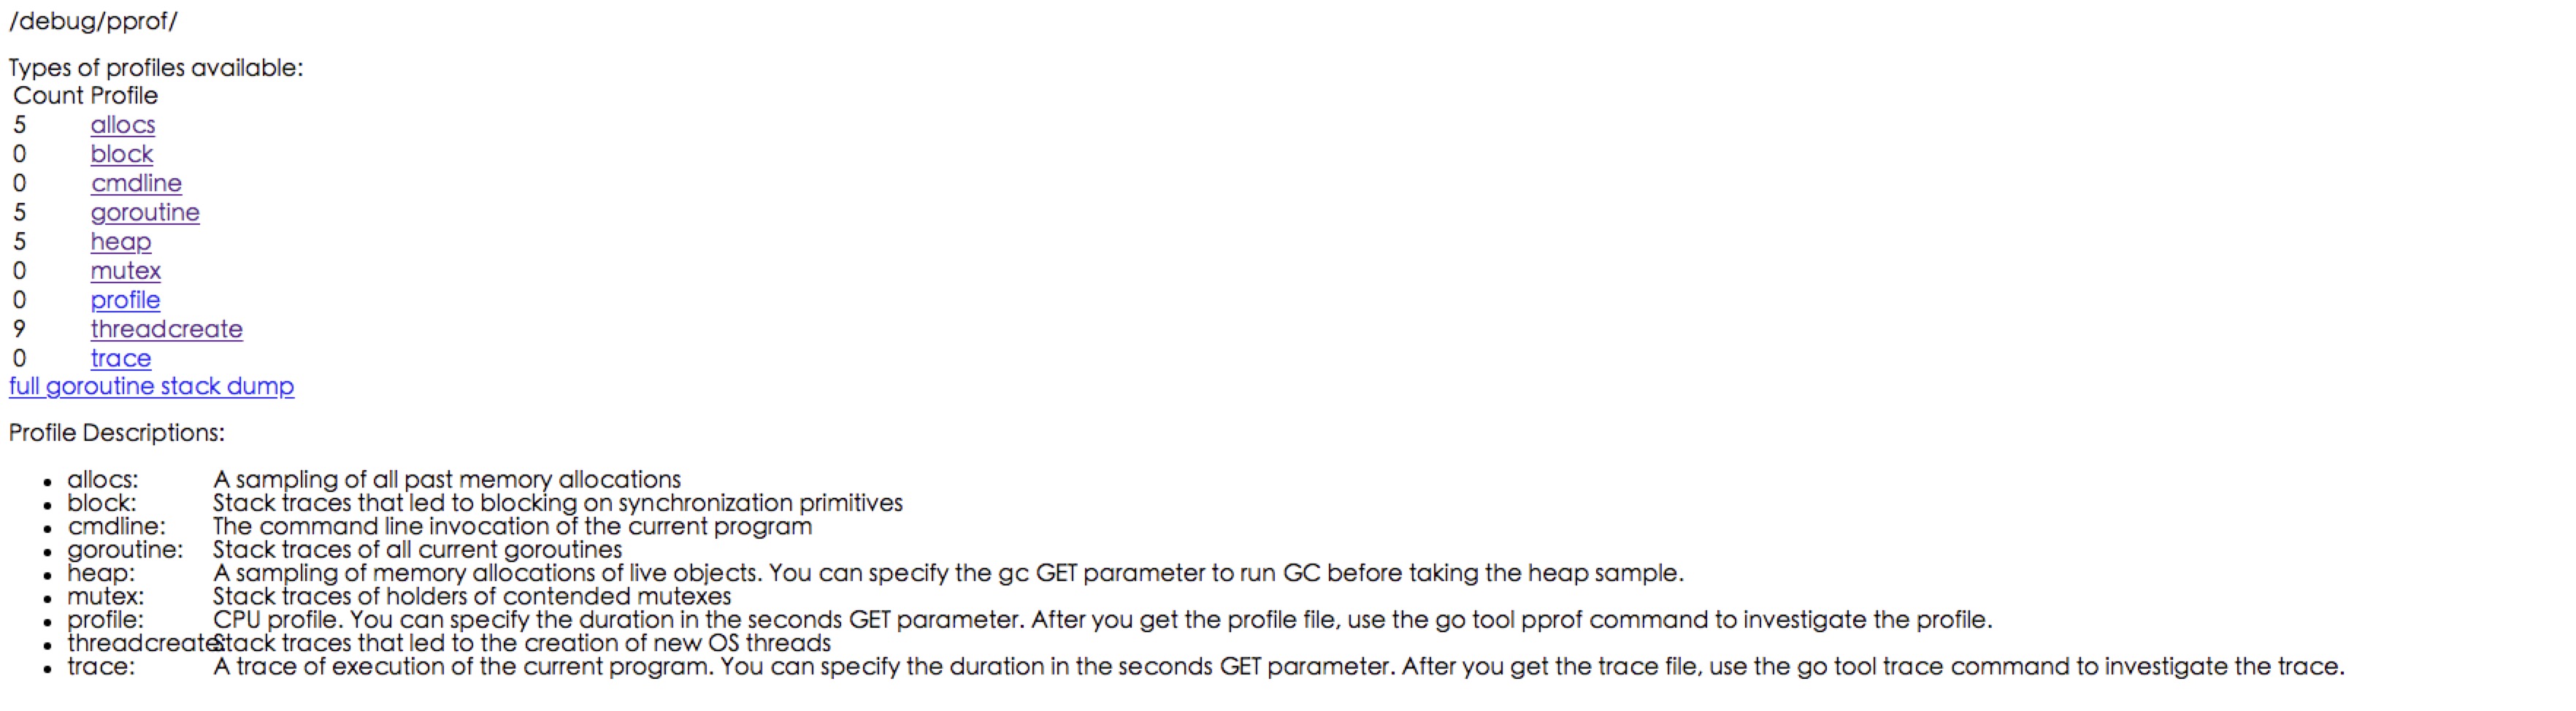 /debug/pprof/
Types of profiles available:
Count Profile
5 allocs
0 block
0 cmdline
5 goroutine
5 heap
0 mutex
0 profile
9 threadcreate
0 trace
full goroutine stack dump
Profile Descriptions:
• allocs: A sampling of all past memory allocations
• block: Stack traces that led to blocking on synchronization primitives
• cmdline: The command line invocation of the current program
• goroutine: Stack traces of all current goroutines
• heap: A sampling of memory allocations of live objects. You can specify the gc GET parameter to run GC before taking the heap sample.
• mutex: Stack traces of holders of contended mutexes
• profile: CPU profile. You can specify the duration in the seconds GET parameter. After you get the profile file, use the go tool pprof command to investigate the profile.
• threadcreate: Stack traces that led to the creation of new OS threads
• trace: A trace of execution of the current program. You can specify the duration in the seconds GET parameter. After you get the trace file, use the go tool trace command to investigate the trace.